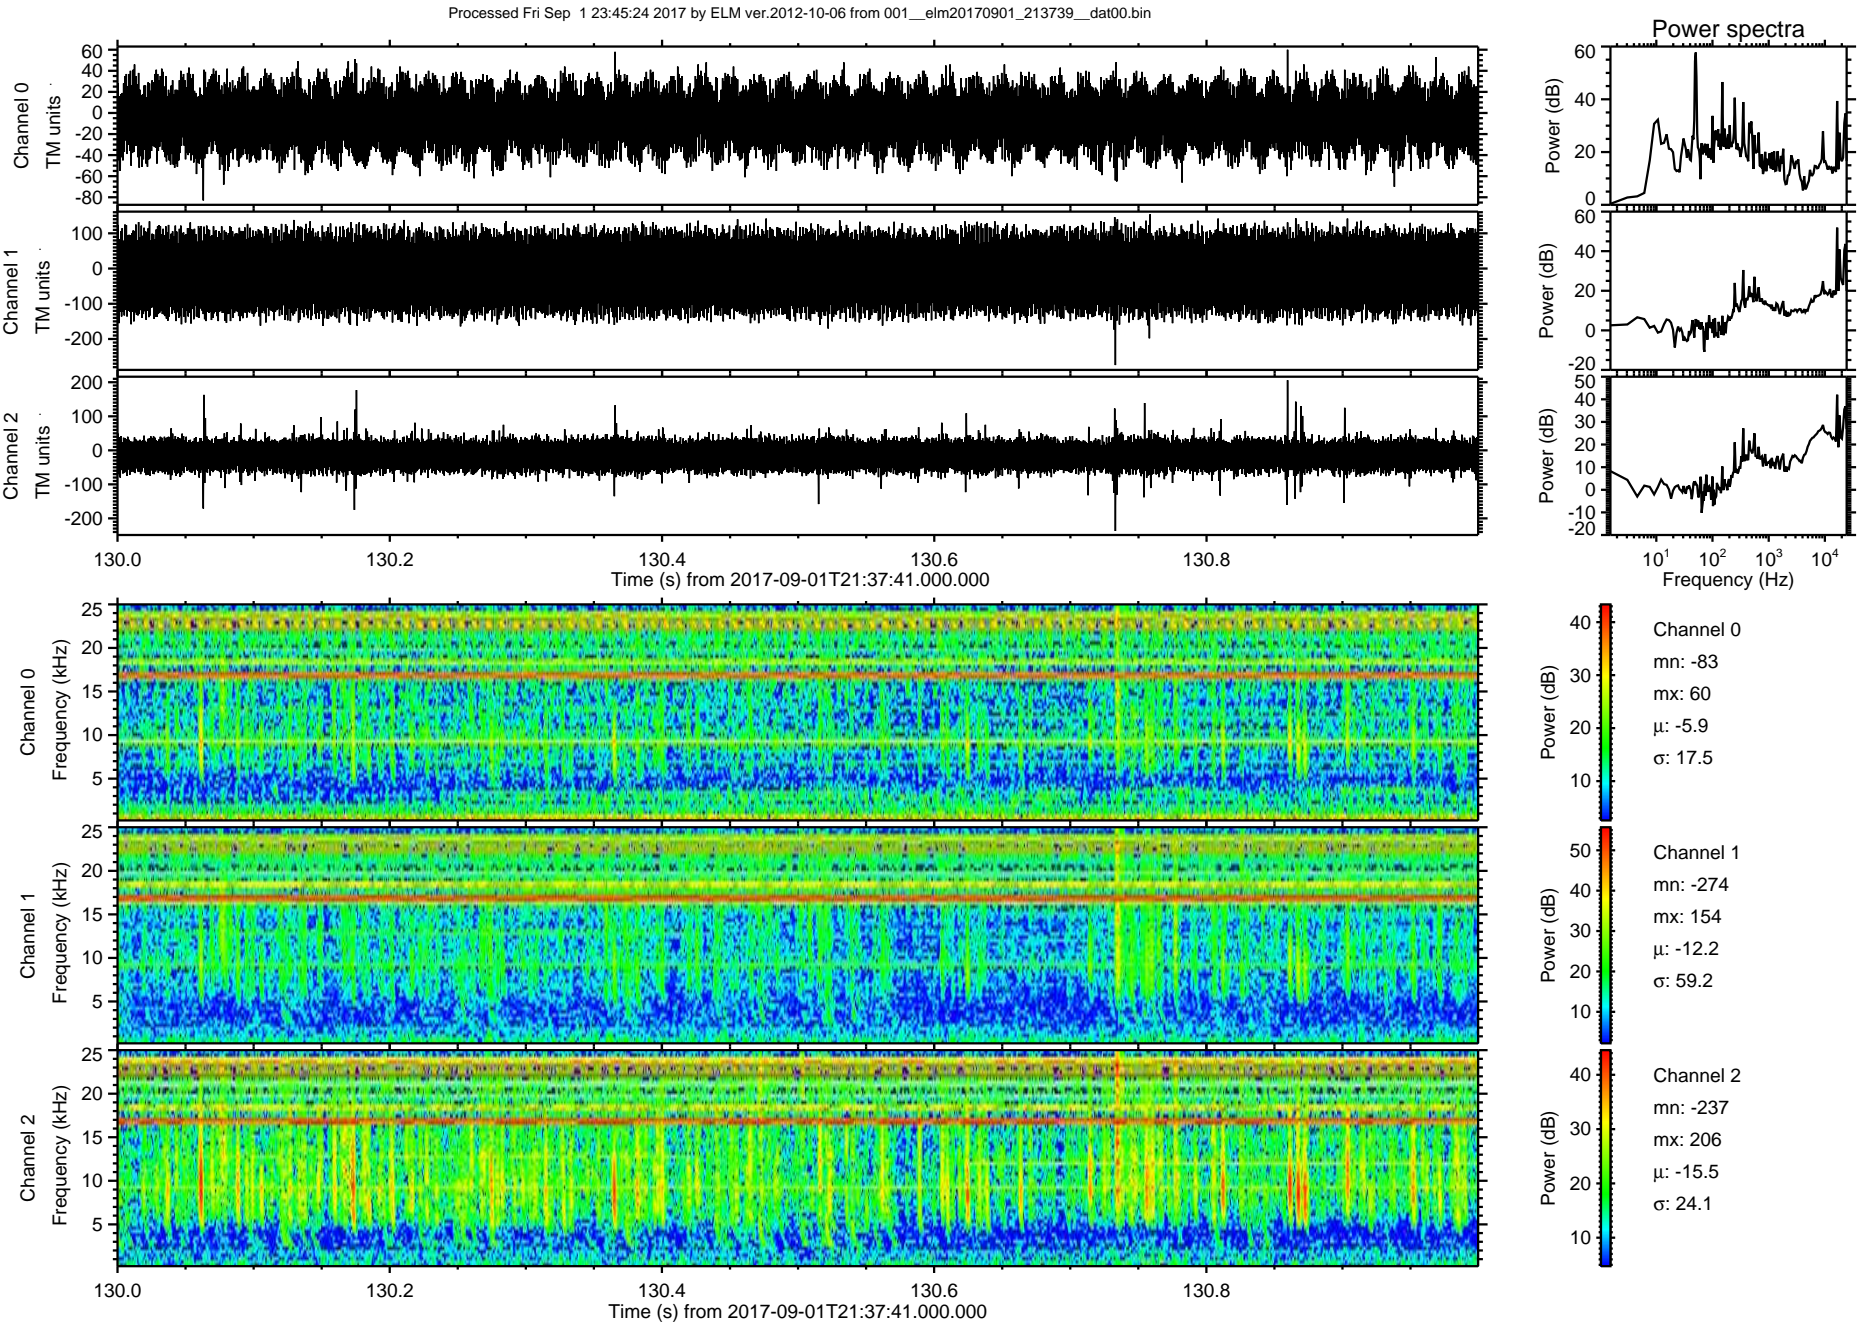 Processed Fri Sep  1 23:45:24 2017 by ELM ver.2012-10-06 from 001__elm20170901_213739__dat00.bin
Power spectra
Channel 0
TM units
60
40
20
0
-20
-40
-60
-80
Power (dB)
60
40
20
0
Channel 1
TM units
100
0
-100
-200
Power (dB)
60
40
20
0
-20
Channel 2
TM units
200
100
0
-100
-200
Power (dB)
50
40
30
20
10
0
-10
-20
130.0 130.2 130.4 130.6 130.8
Time (s) from 2017-09-01T21:37:41.000.000
10^1 10^2 10^3 10^4
Frequency (Hz)
Channel 0
Frequency (kHz)
25
20
15
10
5
Power (dB)
40
30
20
10
Channel 0
mn: -83
mx: 60
μ: -5.9
σ: 17.5
Channel 1
Frequency (kHz)
25
20
15
10
5
Power (dB)
50
40
30
20
10
Channel 1
mn: -274
mx: 154
μ: -12.2
σ: 59.2
Channel 2
Frequency (kHz)
25
20
15
10
5
Power (dB)
40
30
20
10
Channel 2
mn: -237
mx: 206
μ: -15.5
σ: 24.1
130.0 130.2 130.4 130.6 130.8
Time (s) from 2017-09-01T21:37:41.000.000